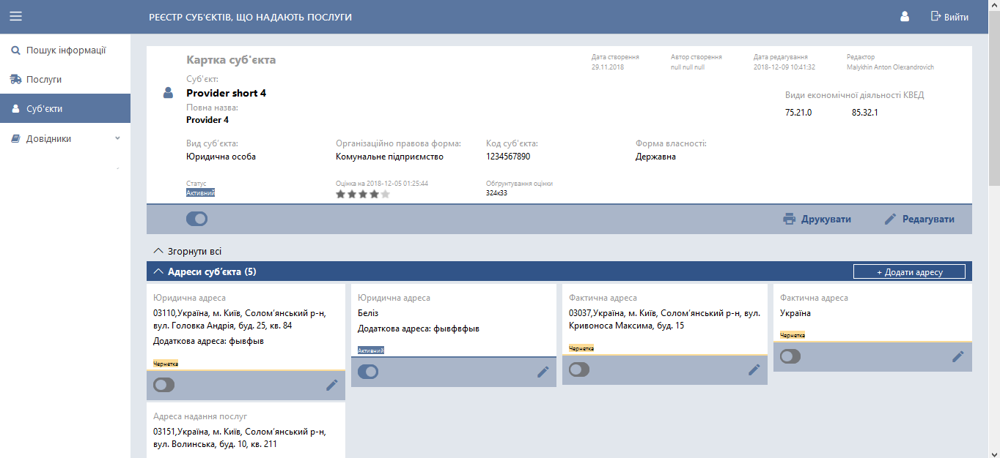 РЕЄСТР СУБ'ЄКТІВ, ЩО НАДАЮТЬ ПОСЛУГИ
Вийти
Пошук інформації
Послуги
Суб'єкти
Довідники
Картка суб'єкта
Дата створення
29.11.2018
Автор створення
null null null
Дата редагування
2018-12-09 10:41:32
Редактор
Malykhin Anton Olexandrovich
Суб'єкт:
Provider short 4
Повна назва:
Provider 4
Види економічної діяльності КВЕД
75.21.0
85.32.1
Вид суб'єкта:
Юридична особа
Організаційно правова форма:
Комунальне підприємство
Код суб'єкта:
1234567890
Форма власності:
Державна
Статус
Активний
Оцінка на 2018-12-05 01:25:44
Обґрунтування оцінки
324к33
Друкувати
Редагувати
Згорнути всі
Адреси суб'єкта (5)
+ Додати адресу
Юридична адреса
03110,Україна, м. Київ, Солом'янський р-н,
вул. Головка Андрія, буд. 25, кв. 84
Додаткова адреса: фывфыв
Чернетка
Юридична адреса
Беліз
Додаткова адреса: фывфвфыв
Активний
Фактична адреса
03037,Україна, м. Київ, Солом'янський р-н, вул.
Кривоноса Максима, буд. 15
Чернетка
Фактична адреса
Україна
Чернетка
Адреса надання послуг
03151,Україна, м. Київ, Солом'янський р-н,
вул. Волинська, буд. 10, кв. 211